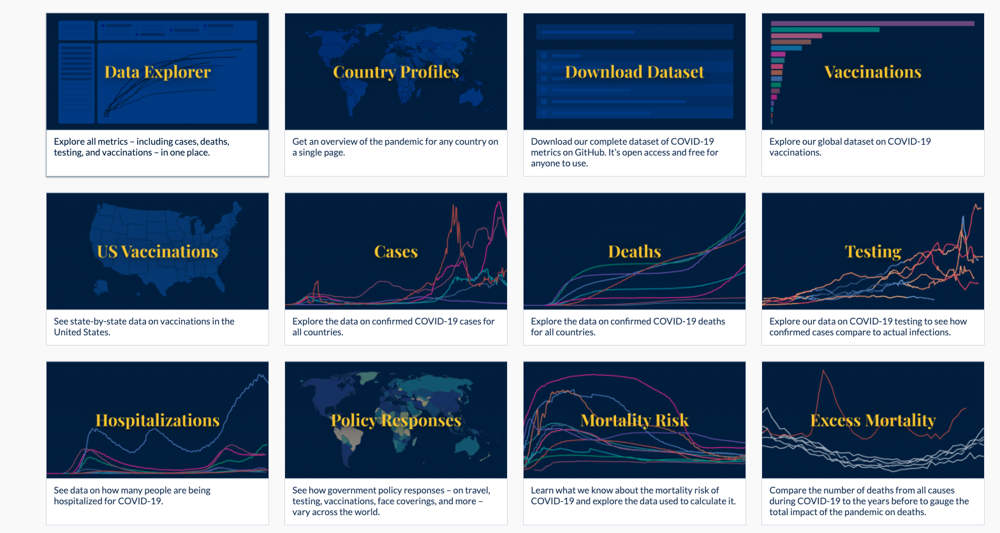 Data Explorer
Explore all metrics – including cases, deaths,
testing, and vaccinations – in one place.
Country Profiles
Get an overview of the pandemic for any country on
a single page.
Download Dataset
Download our complete dataset of COVID-19
metrics on GitHub. It’s open access and free for
anyone to use.
Vaccinations
Explore our global dataset on COVID-19
vaccinations.
US Vaccinations
See state-by-state data on vaccinations in the
United States.
Cases
Explore the data on confirmed COVID-19 cases for
all countries.
Deaths
Explore the data on confirmed COVID-19 deaths
for all countries.
Testing
Explore our data on COVID-19 testing to see how
confirmed cases compare to actual infections.
Hospitalizations
See data on how many people are being
hospitalized for COVID-19.
Policy Responses
See how government policy responses – on travel,
testing, vaccinations, face coverings, and more –
vary across the world.
Mortality Risk
Learn what we know about the mortality risk of
COVID-19 and explore the data used to calculate it.
Excess Mortality
Compare the number of deaths from all causes
during COVID-19 to the years before to gauge the
total impact of the pandemic on deaths.